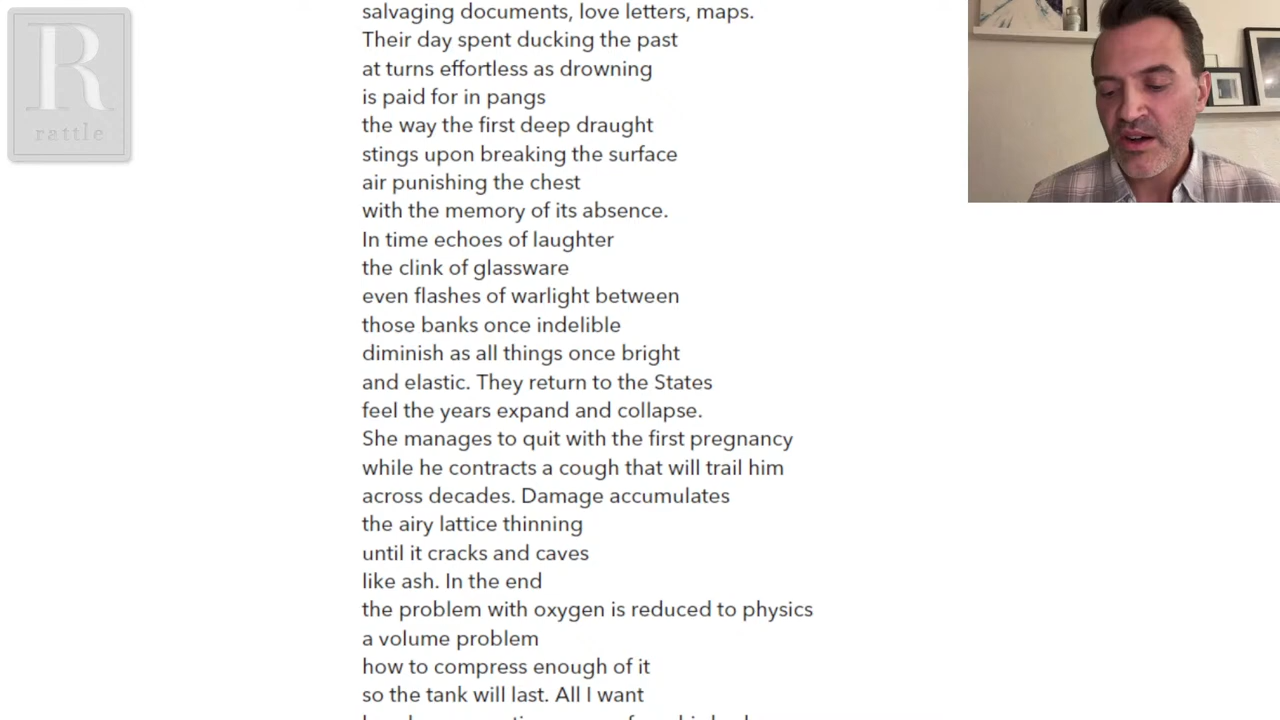 R
rattle
salvaging documents, love letters, maps.
Their day spent ducking the past
at turns effortless as drowning
is paid for in pangs
the way the first deep draught
stings upon breaking the surface
air punishing the chest
with the memory of its absence.
In time echoes of laughter
the clink of glassware
even flashes of warlight between
those banks once indelible
diminish as all things once bright
and elastic. They return to the States
feel the years expand and collapse.
She manages to quit with the first pregnancy
while he contracts a cough that will trail him
across decades. Damage accumulates
the airy lattice thinning
until it cracks and caves
like ash. In the end
the problem with oxygen is reduced to physics
a volume problem
how to compress enough of it
so the tank will last. All I want